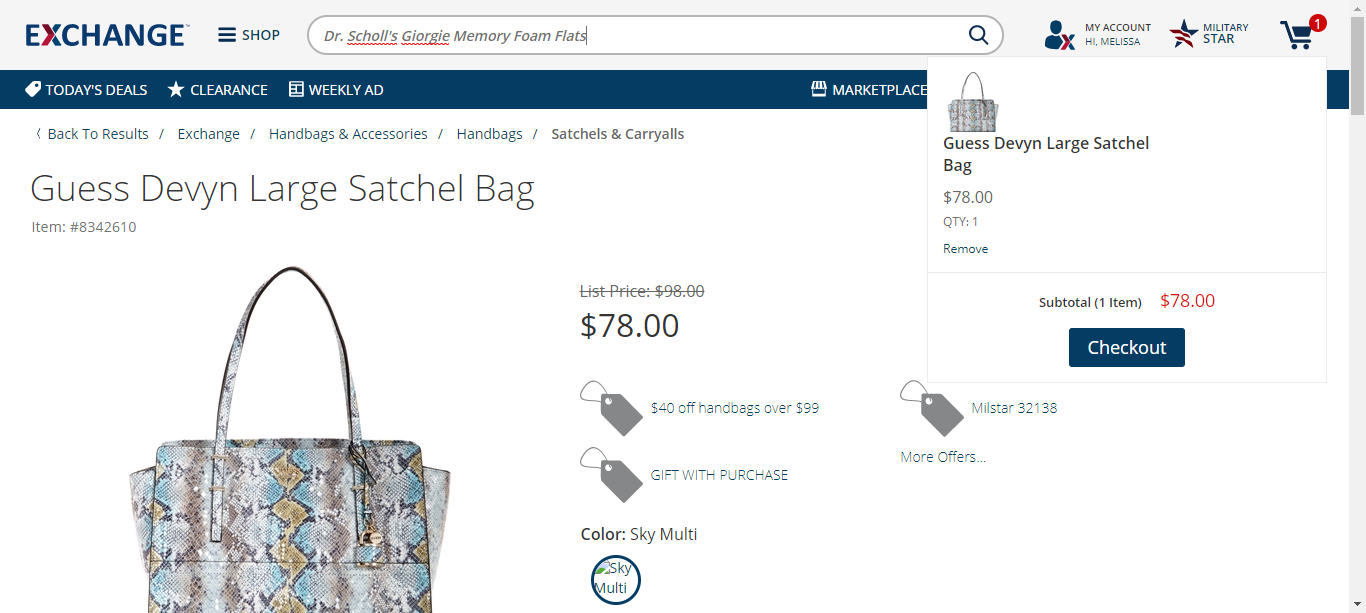 EXCHANGE
SHOP
Dr. Scholl's Giorgie Memory Foam Flats
MY ACCOUNT
HI, MELISSA
MILITARY
STAR
1
TODAY'S DEALS
CLEARANCE
WEEKLY AD
MARKETPLACE
Back To Results / Exchange / Handbags & Accessories / Handbags / Satchels & Carryalls
Guess Devyn Large Satchel Bag
Item: #8342610
Guess Devyn Large Satchel
Bag
$78.00
QTY: 1
Remove
Subtotal (1 Item) $78.00
Checkout
List Price: $98.00
$78.00
$40 off handbags over $99
Milstar 32138
GIFT WITH PURCHASE
More Offers...
Color: Sky Multi
Sky
Multi